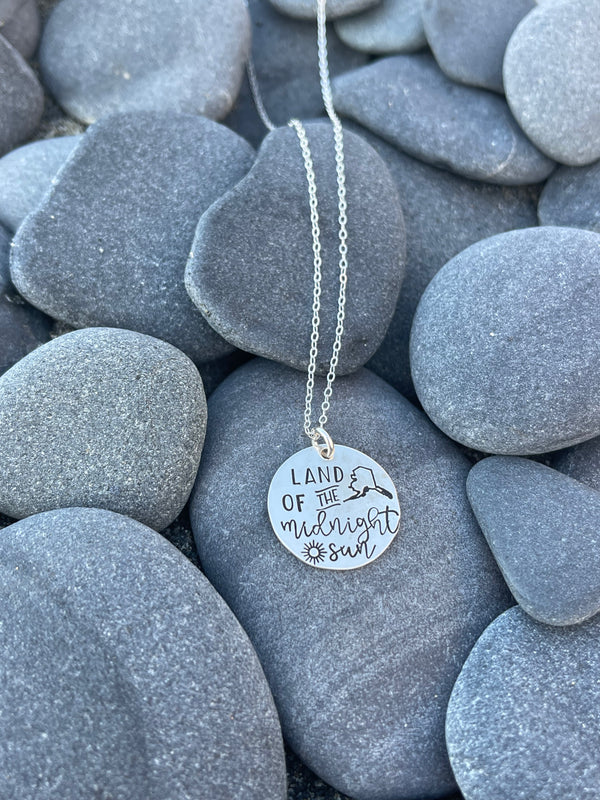 LAND
OF THE
midnight
sun